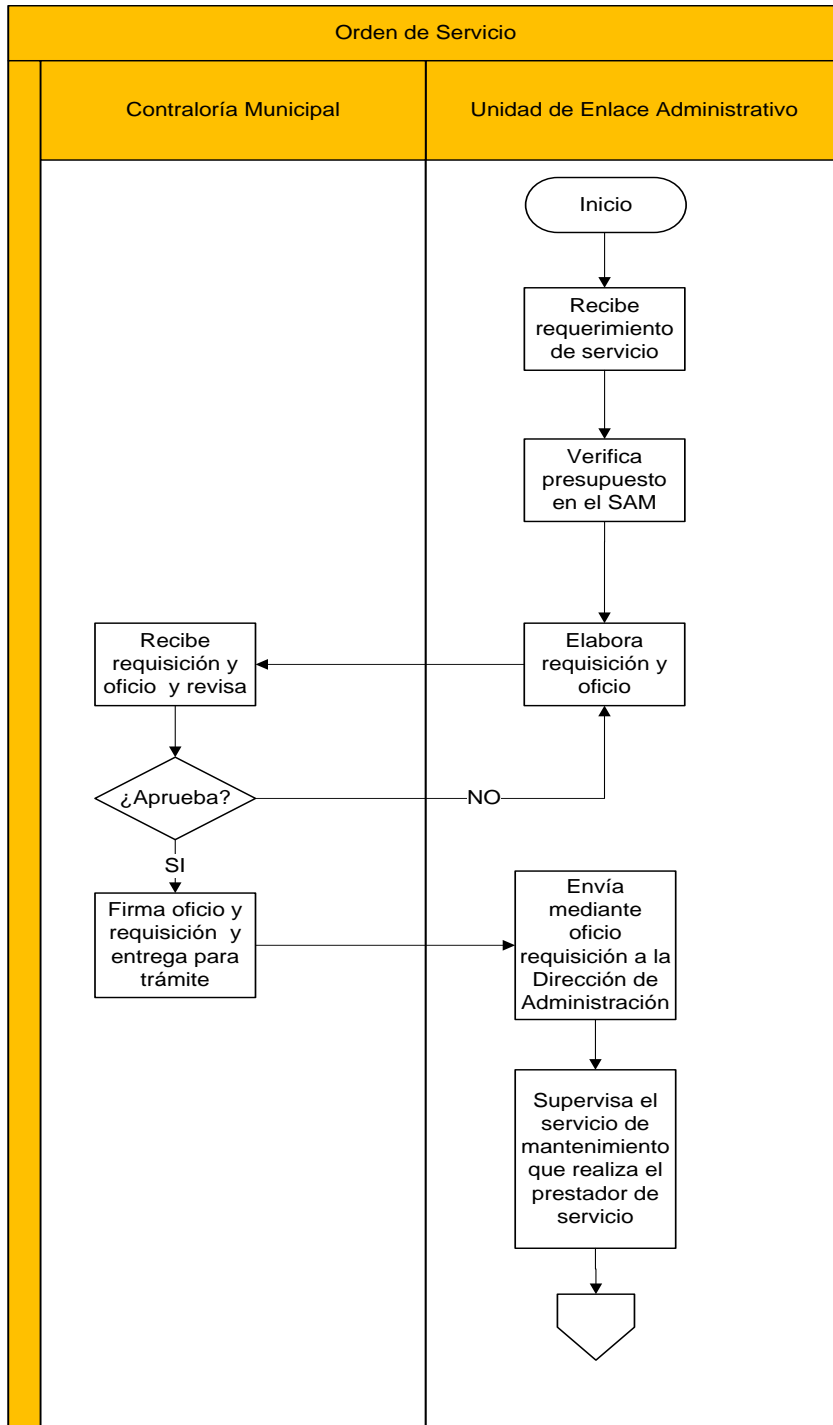 Orden de Servicio
Contraloría Municipal
Unidad de Enlace Administrativo
Inicio
Recibe
requerimiento
de servicio
Verifica
presupuesto
en el SAM
Elabora
requisición y
oficio
Recibe
requisición y
oficio y revisa
¿Aprueba?
NO
SI
Firma oficio y
requisición y
entrega para
trámite
Envía
mediante
oficio
requisición a la
Dirección de
Administración
Supervisa el
servicio de
mantenimiento
que realiza el
prestador de
servicio